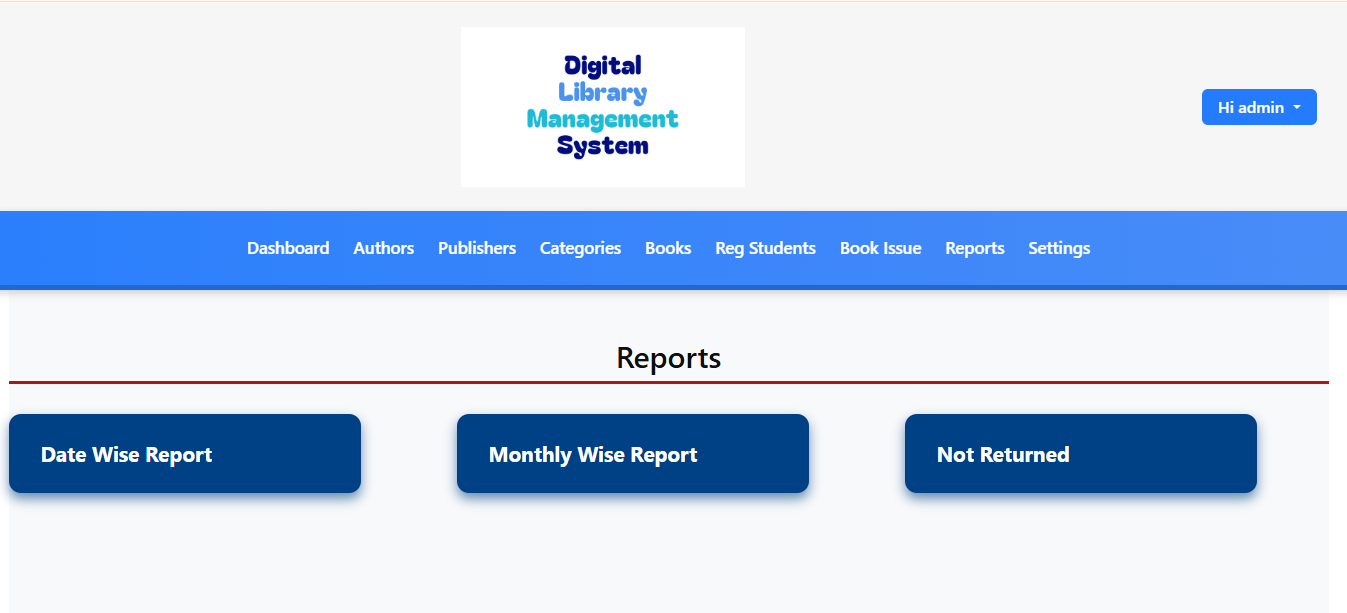 Digital
Library
Management
System
Hi admin
Dashboard Authors Publishers Categories Books Reg Students Book Issue Reports Settings
Reports
Date Wise Report Monthly Wise Report Not Returned